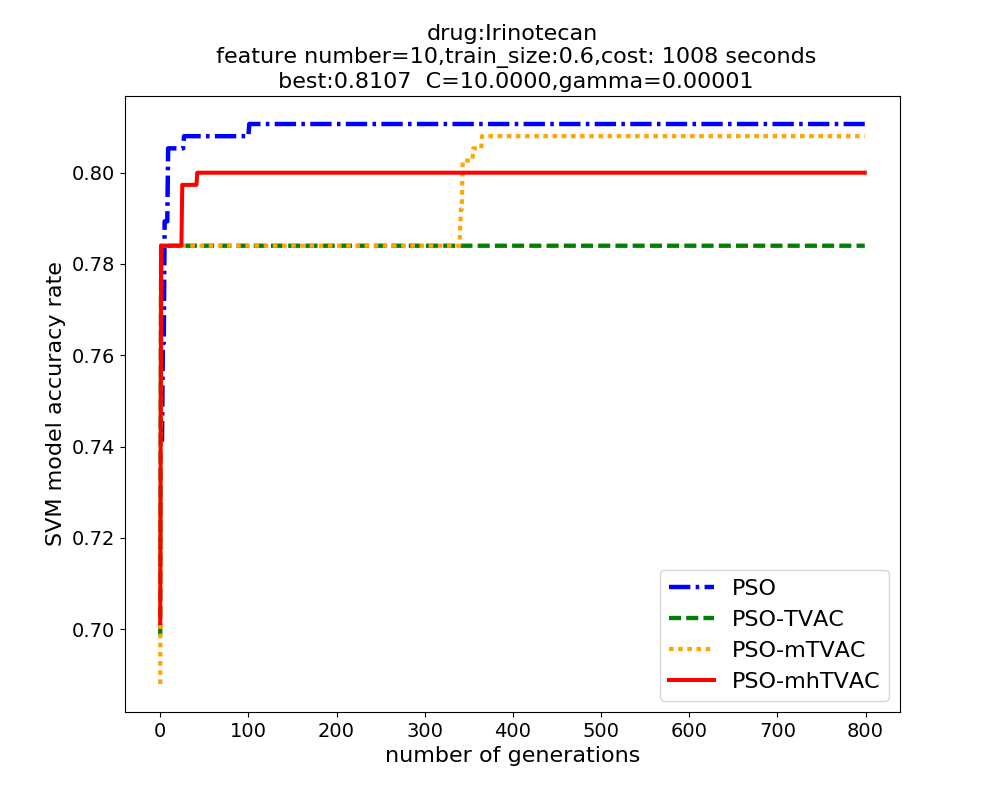 drug:Irinotecan
feature number=10,train_size:0.6,cost: 1008 seconds
best:0.8107  C=10.0000,gamma=0.00001
SVM model accuracy rate
0.80
0.78
0.76
0.74
0.72
0.70
PSO
PSO-TVAC
PSO-mTVAC
PSO-mhTVAC
0 100 200 300 400 500 600 700 800
number of generations